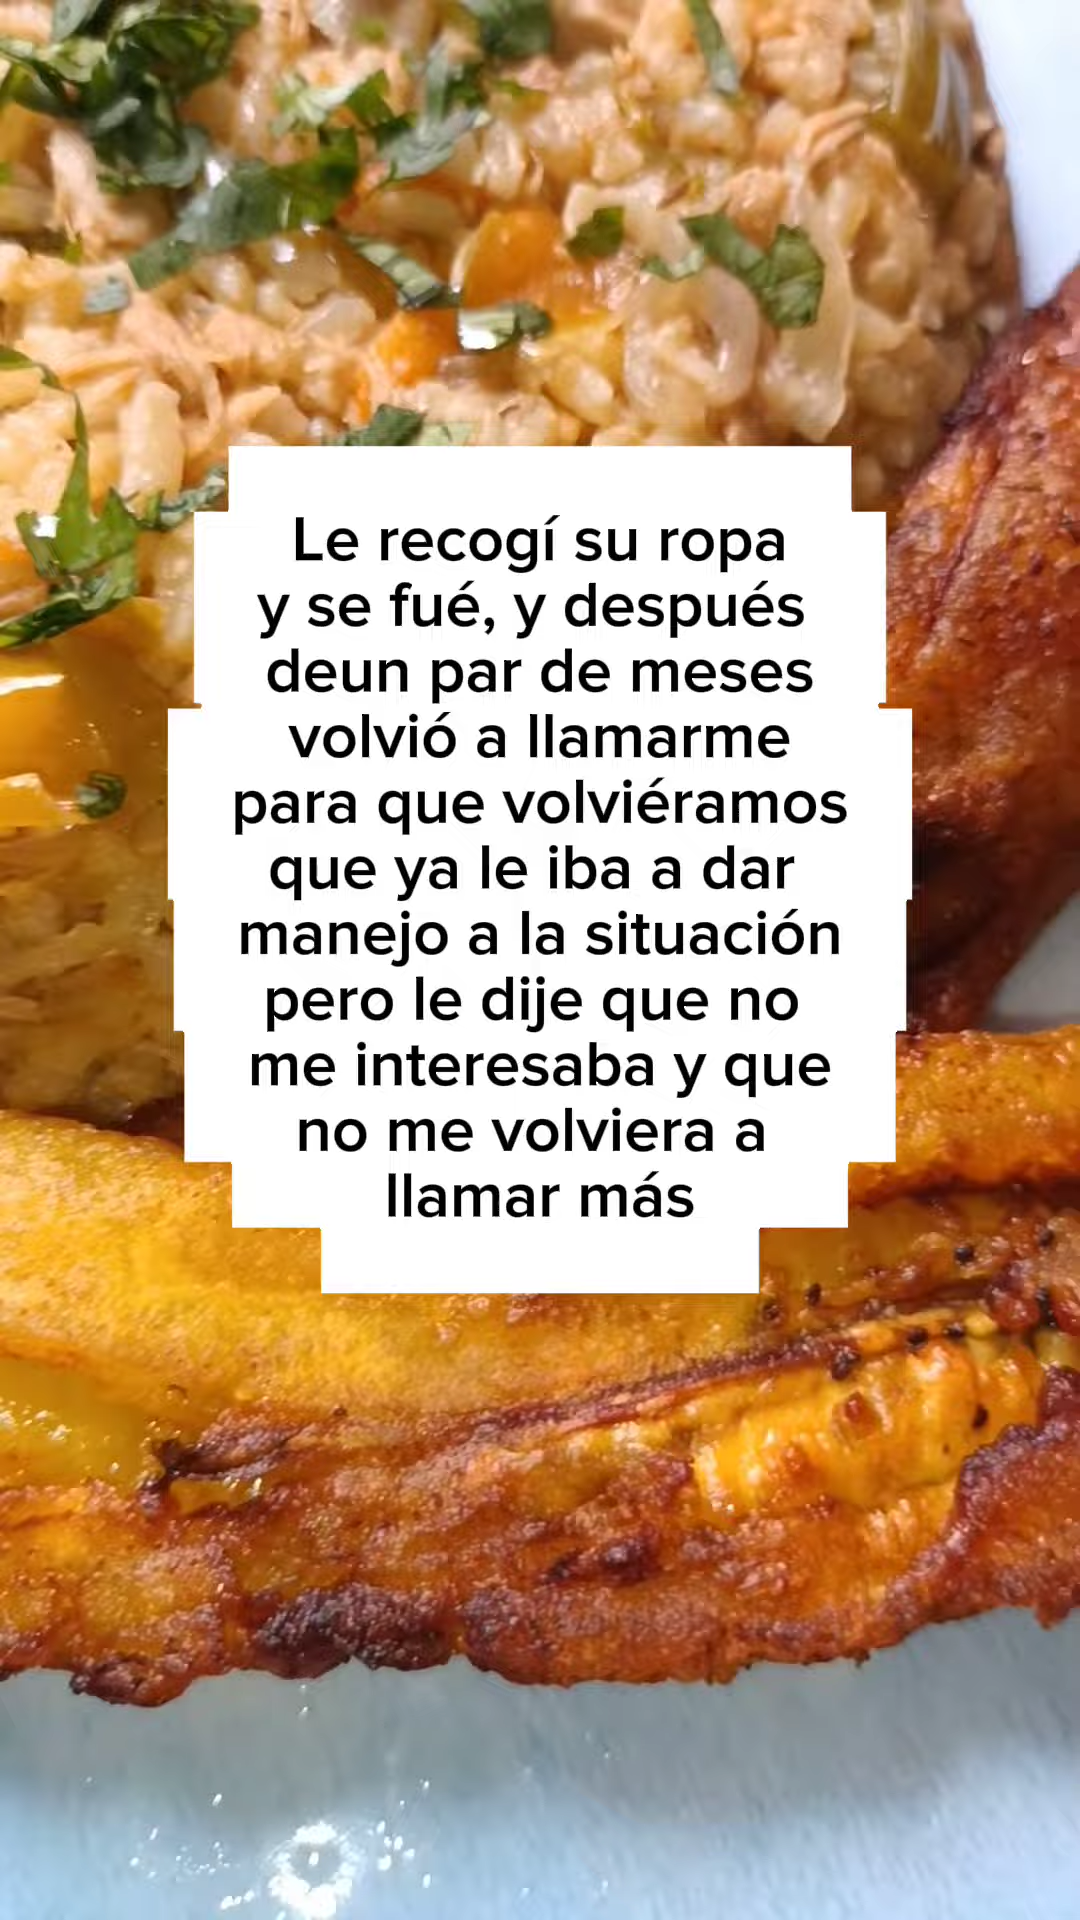 Le recogí su ropa
y se fué, y después
deun par de meses
volvió a llamarme
para que volviéramos
que ya le iba a dar
manejo a la situación
pero le dije que no
me interesaba y que
no me volviera a
llamar más